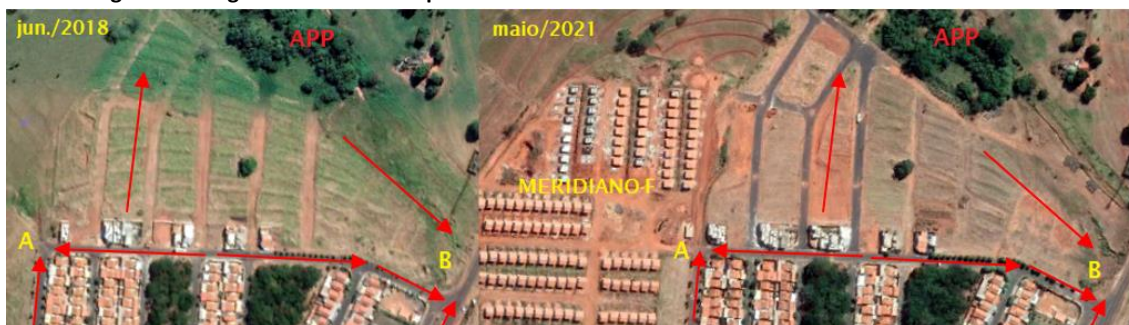 jun./2018
APP
A
B
maio/2021
APP
MERIDIANO F
A
B